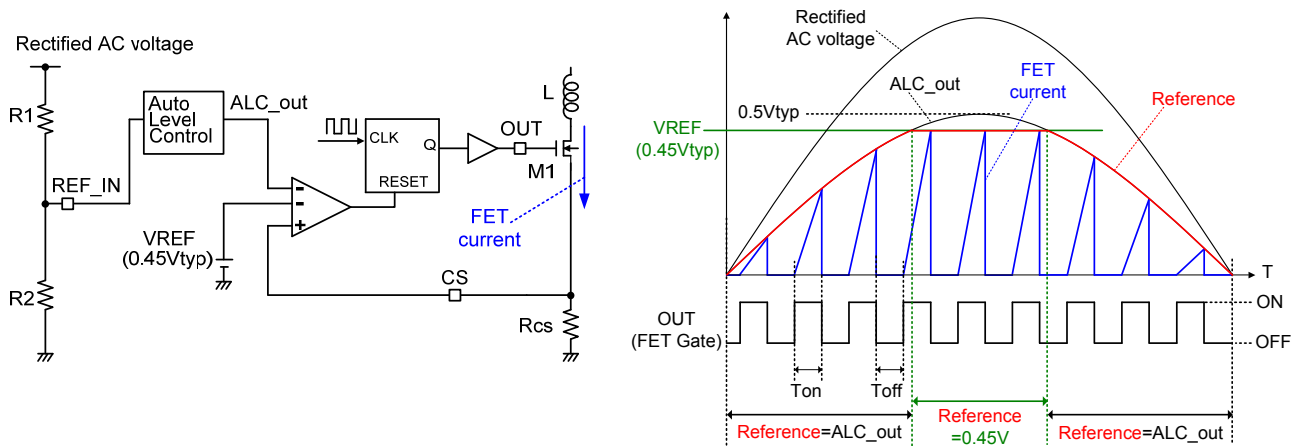 Rectified AC voltage
R1
Auto
Level
Control
ALC_out
REF_IN
R2
VREF
(0.45Vtyp)
-
-
+
CLK
Q
RESET
OUT
L
M1
FET
current
CS
Rcs
Rectified
AC voltage
ALC_out
FET
current
0.5Vtyp
Reference
VREF
(0.45Vtyp)
T
OUT
(FET Gate)
ON
OFF
Ton
Toff
Reference=ALC_out
Reference
=0.45V
Reference=ALC_out